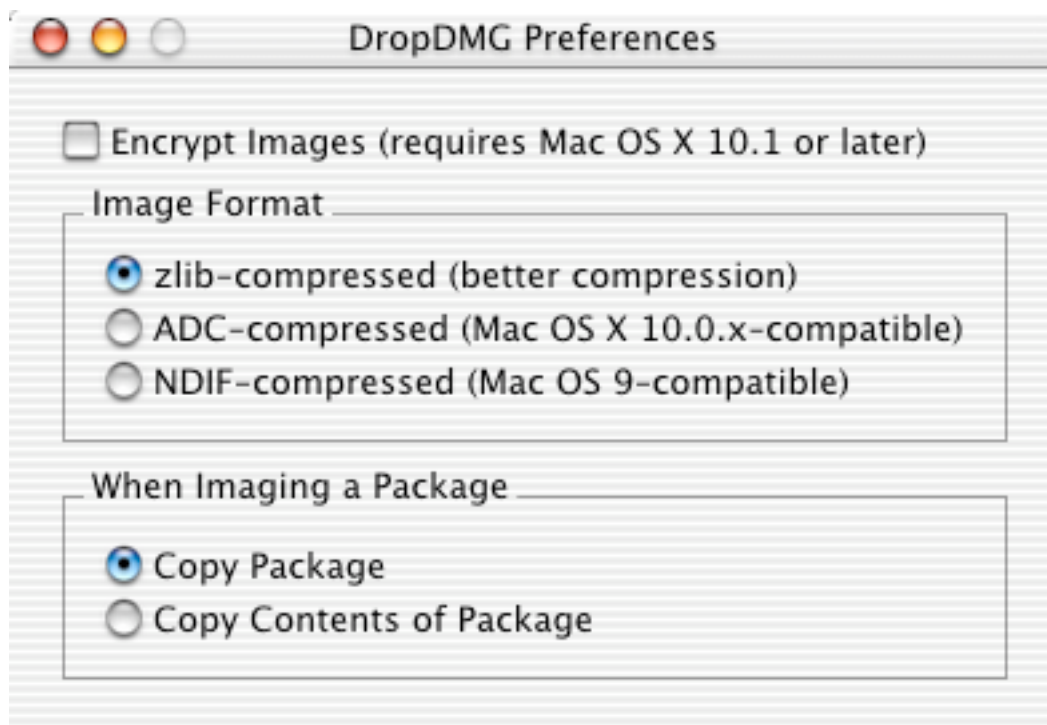 DropDMG Preferences
Encrypt Images (requires Mac OS X 10.1 or later)
Image Format
zlib-compressed (better compression)
ADC-compressed (Mac OS X 10.0.x-compatible)
NDIF-compressed (Mac OS 9-compatible)
When Imaging a Package
Copy Package
Copy Contents of Package